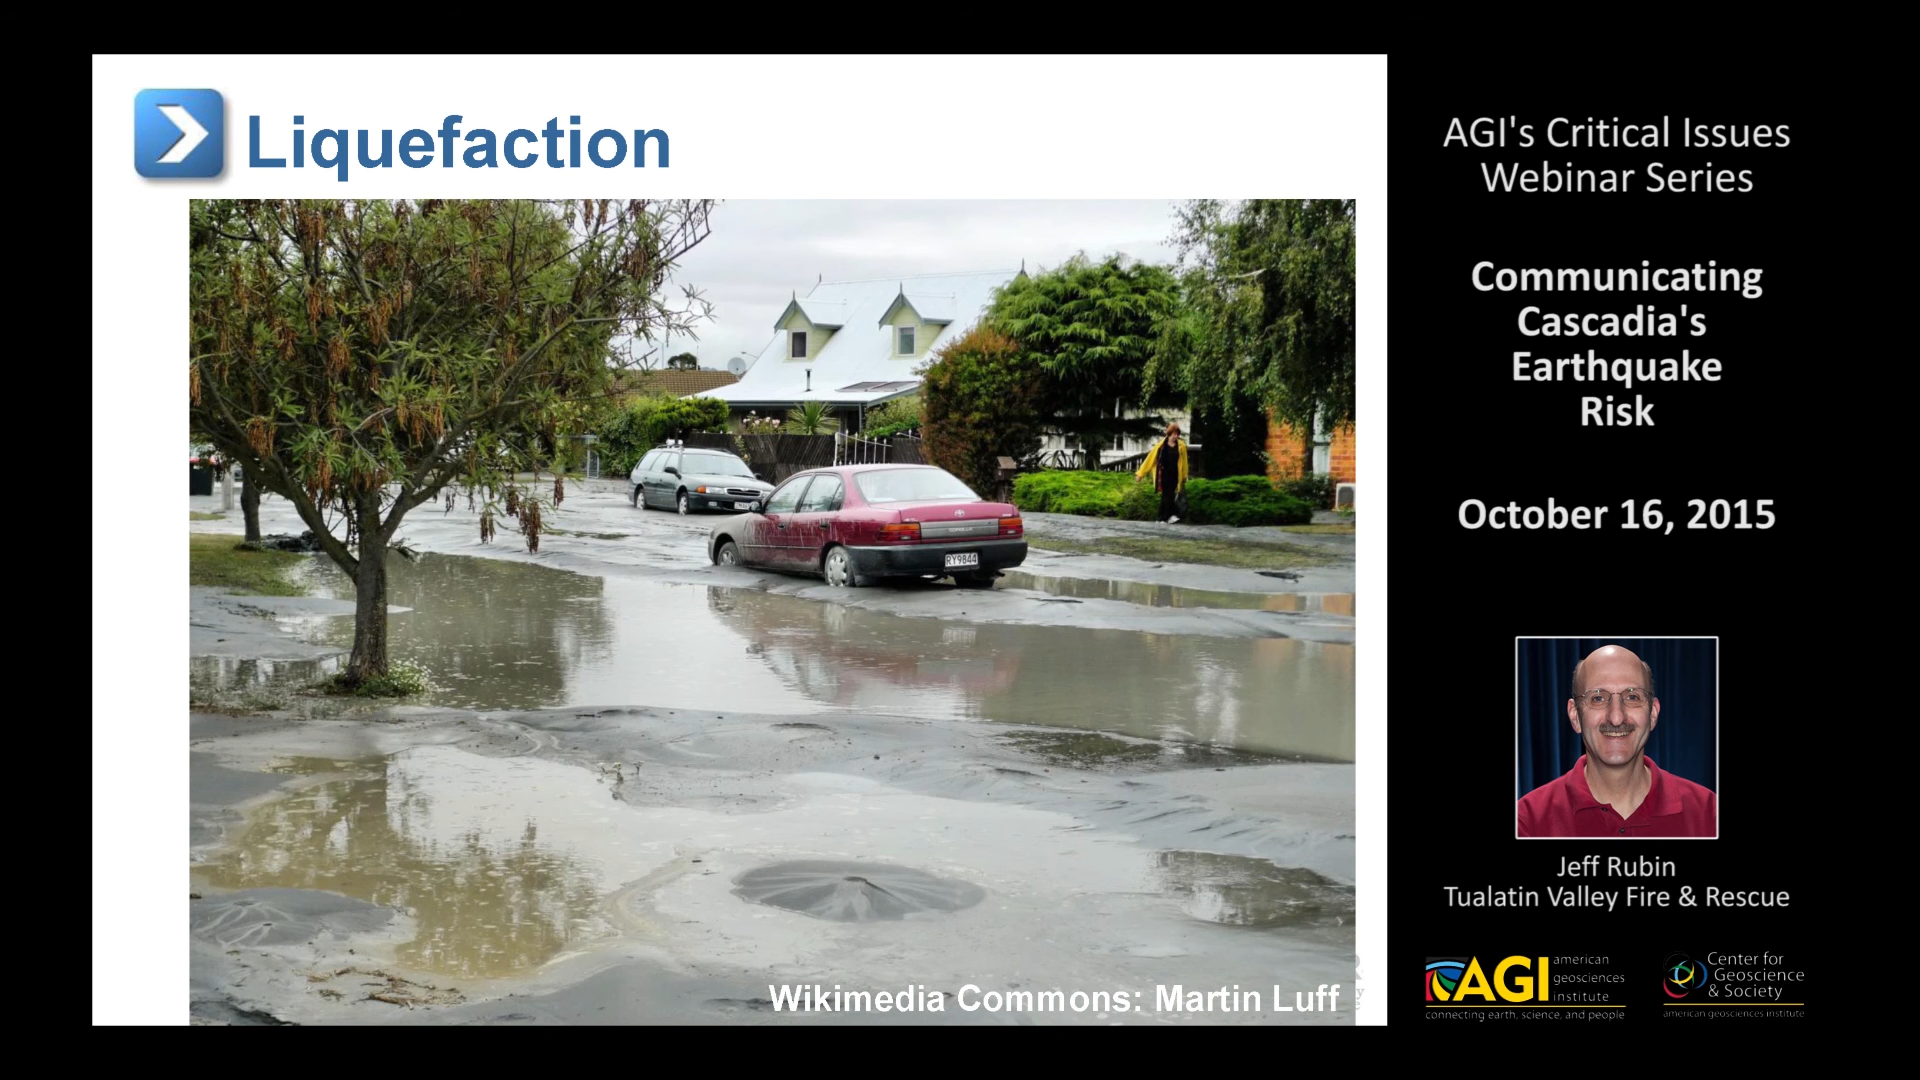 Liquefaction
RY9844
Wikimedia Commons: Martin Luff
AGI's Critical Issues
Webinar Series
Communicating
Cascadia's
Earthquake
Risk
October 16, 2015
Jeff Rubin
Tualatin Valley Fire & Rescue
AGI american
geosciences
institute
connecting earth, science, and people
Center for
Geoscience
& Society
american geosciences institute